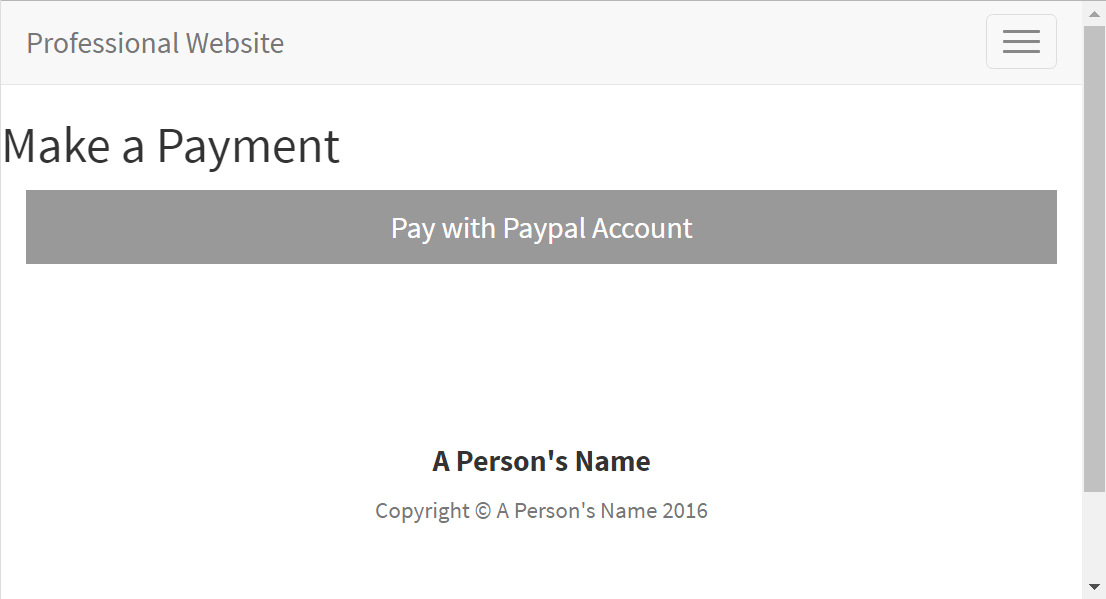 Professional Website
Make a Payment
Pay with Paypal Account
A Person's Name
Copyright © A Person's Name 2016